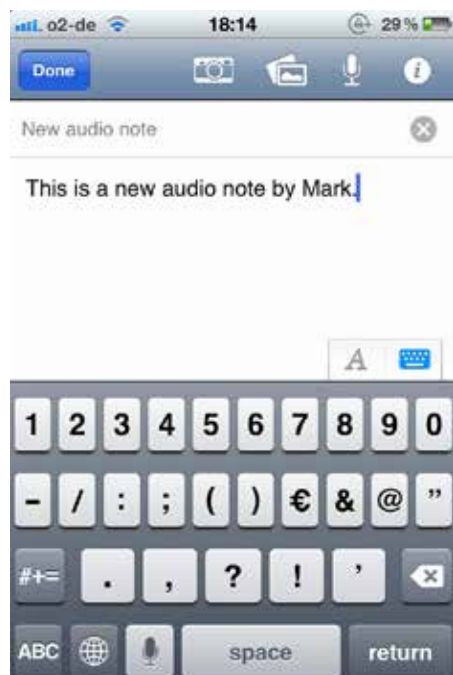 o2-de 18:14 29 %
Done
New audio note
This is a new audio note by Mark.
A
1 2 3 4 5 6 7 8 9 0
- / : ; ( ) € & @ ”
#+= . , ? ! ’
ABC space return